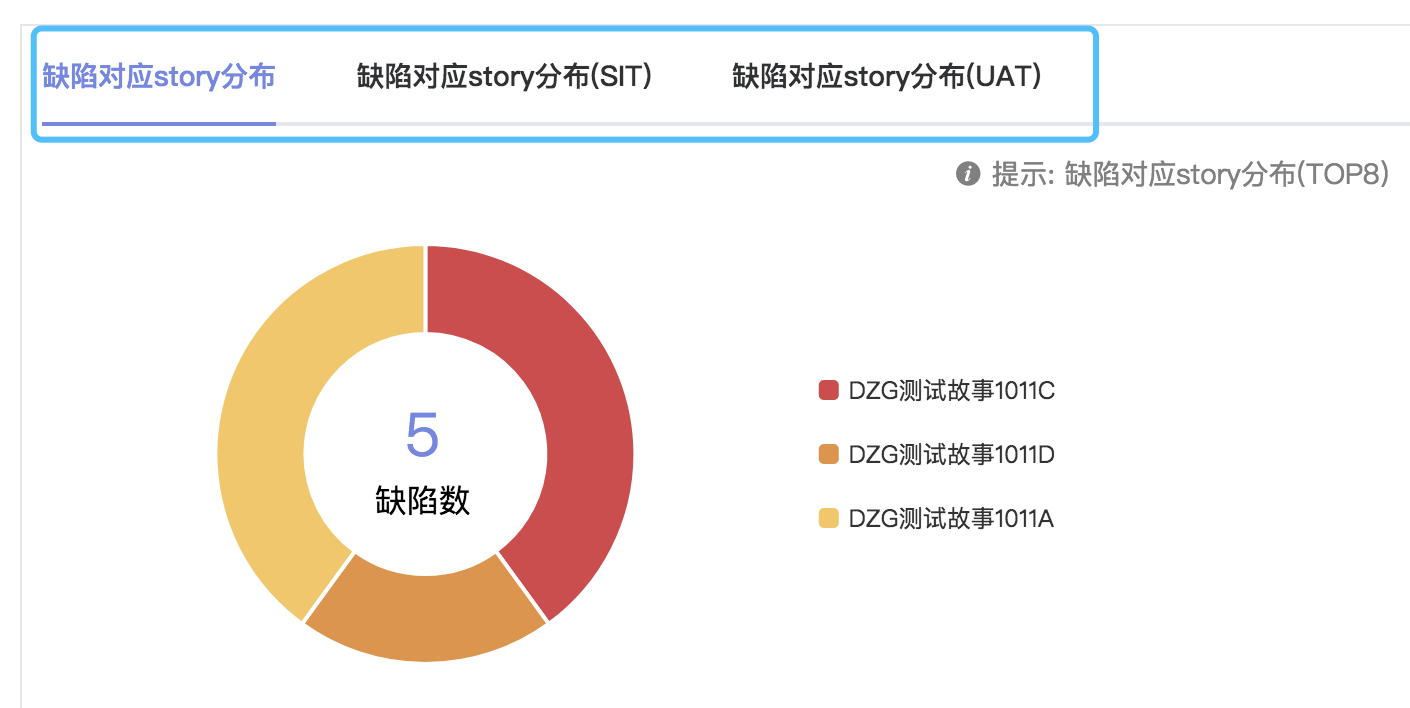 缺陷对应story分布 缺陷对应story分布(SIT) 缺陷对应story分布(UAT)
提示: 缺陷对应story分布(TOP8)
5
缺陷数
DZG测试故事1011C
DZG测试故事1011D
DZG测试故事1011A